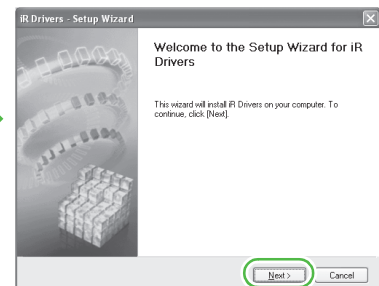 iR Drivers - Setup Wizard
Welcome to the Setup Wizard for iR
Drivers
This wizard will install iR Drivers on your computer. To
continue, click [Next].
Next >
Cancel